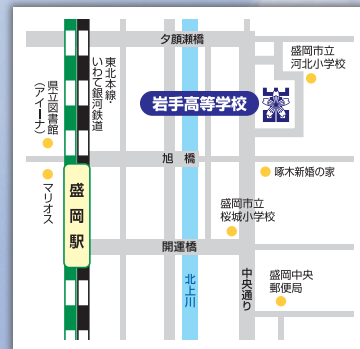 夕顔瀬橋
盛岡市立
河北小学校
東北本線・
いわて銀河鉄道
県立図書館
(アイーナ)
岩手高等学校
旭橋
マリオス
盛岡駅
啄木新婚の家
盛岡市立
桜城小学校
開運橋
北上川
中央通り
盛岡中央
郵便局